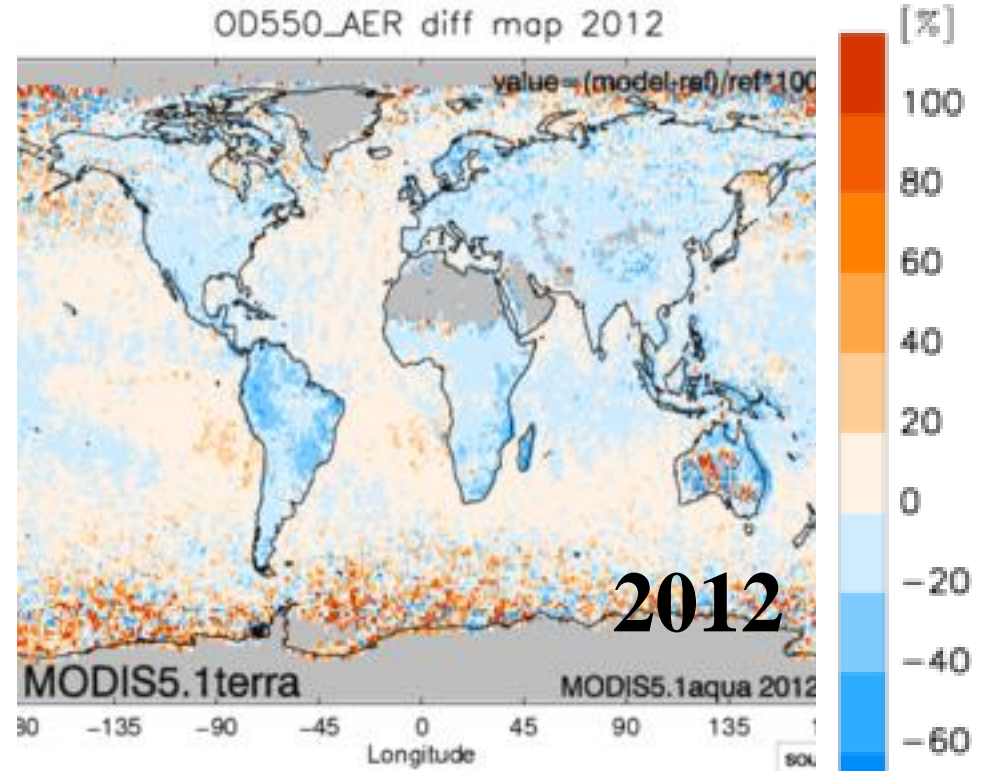 OD550_AER diff map 2012
[%]
value=(model-ref)/ref*100
100
80
60
40
20
0
-20
-40
-60
2012
MODIS5.1terra
MODIS5.1aqua 2012
-135 -90 -45 0 45 90 135
Longitude